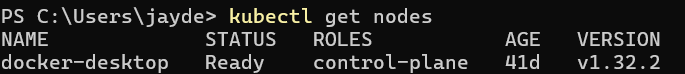 PS C:\Users\jayde> kubectl get nodes
NAME STATUS ROLES AGE VERSION
docker-desktop Ready control-plane 41d v1.32.2